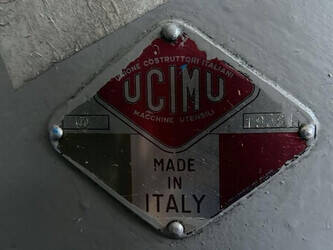 UNIONE COSTRUTTORI ITALIANI
UCIMU
MACCHINE UTENSILI
MADE
IN
ITALY